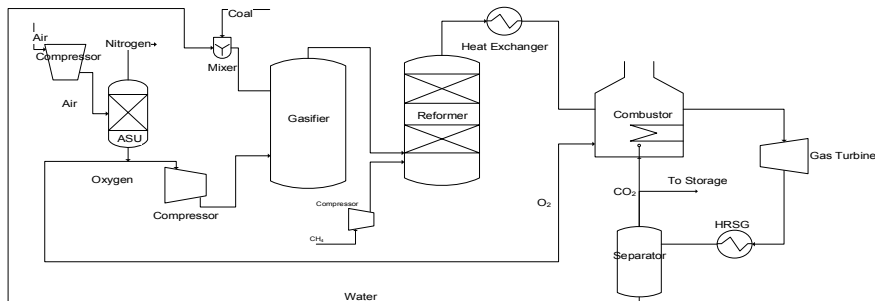 Coal
Air
Compressor
Nitrogen
Mixer
Heat Exchanger
Air
ASU
Gasifier
Reformer
Combustor
Gas Turbine
Oxygen
Compressor
Compressor
CH₄
O₂
CO₂
To Storage
HRSG
Separator
Water